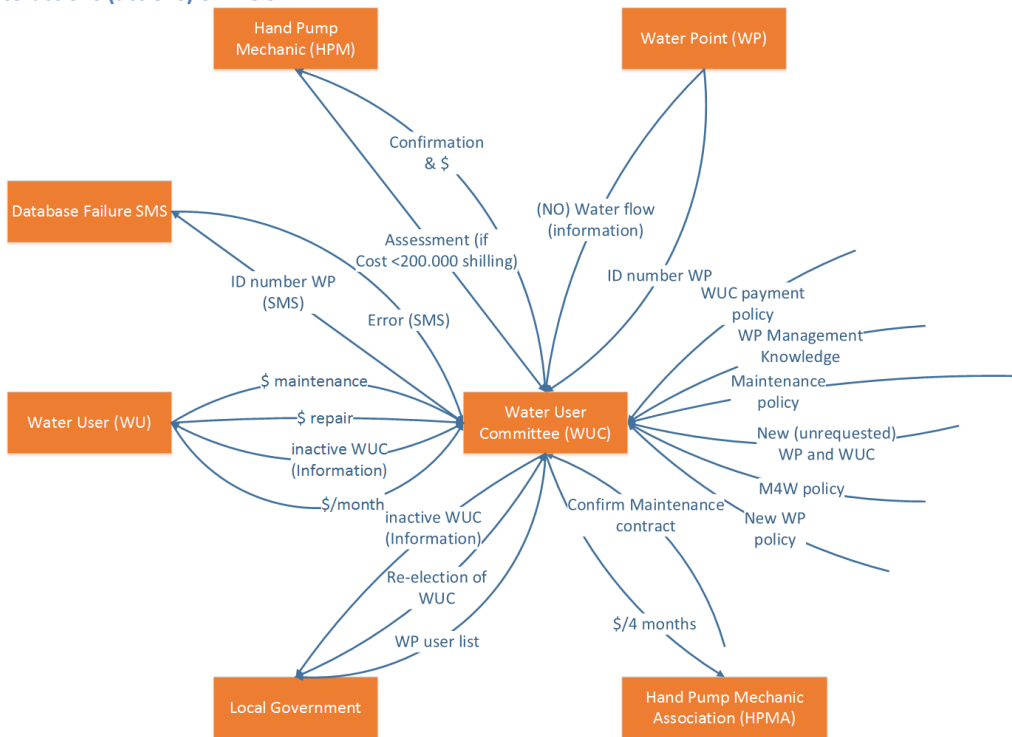 Hand Pump
Mechanic (HPM)
Water Point (WP)
Confirmation
& $
Database Failure SMS
(NO) Water flow
(information)
Assessment (if
Cost <200.000 shilling)
ID number WP
(SMS)
ID number WP
Error (SMS)
WUC payment
policy
WP Management
Knowledge
$ maintenance
Maintenance
policy
Water User (WU)
$ repair
Water User
Committee (WUC)
inactive WUC
(Information)
New (unrequested)
WP and WUC
$/month
M4W policy
inactive WUC
(Information)
Confirm Maintenance
contract
New WP
policy
Re-election of
WUC
WP user list
$/4 months
Local Government
Hand Pump Mechanic
Association (HPMA)